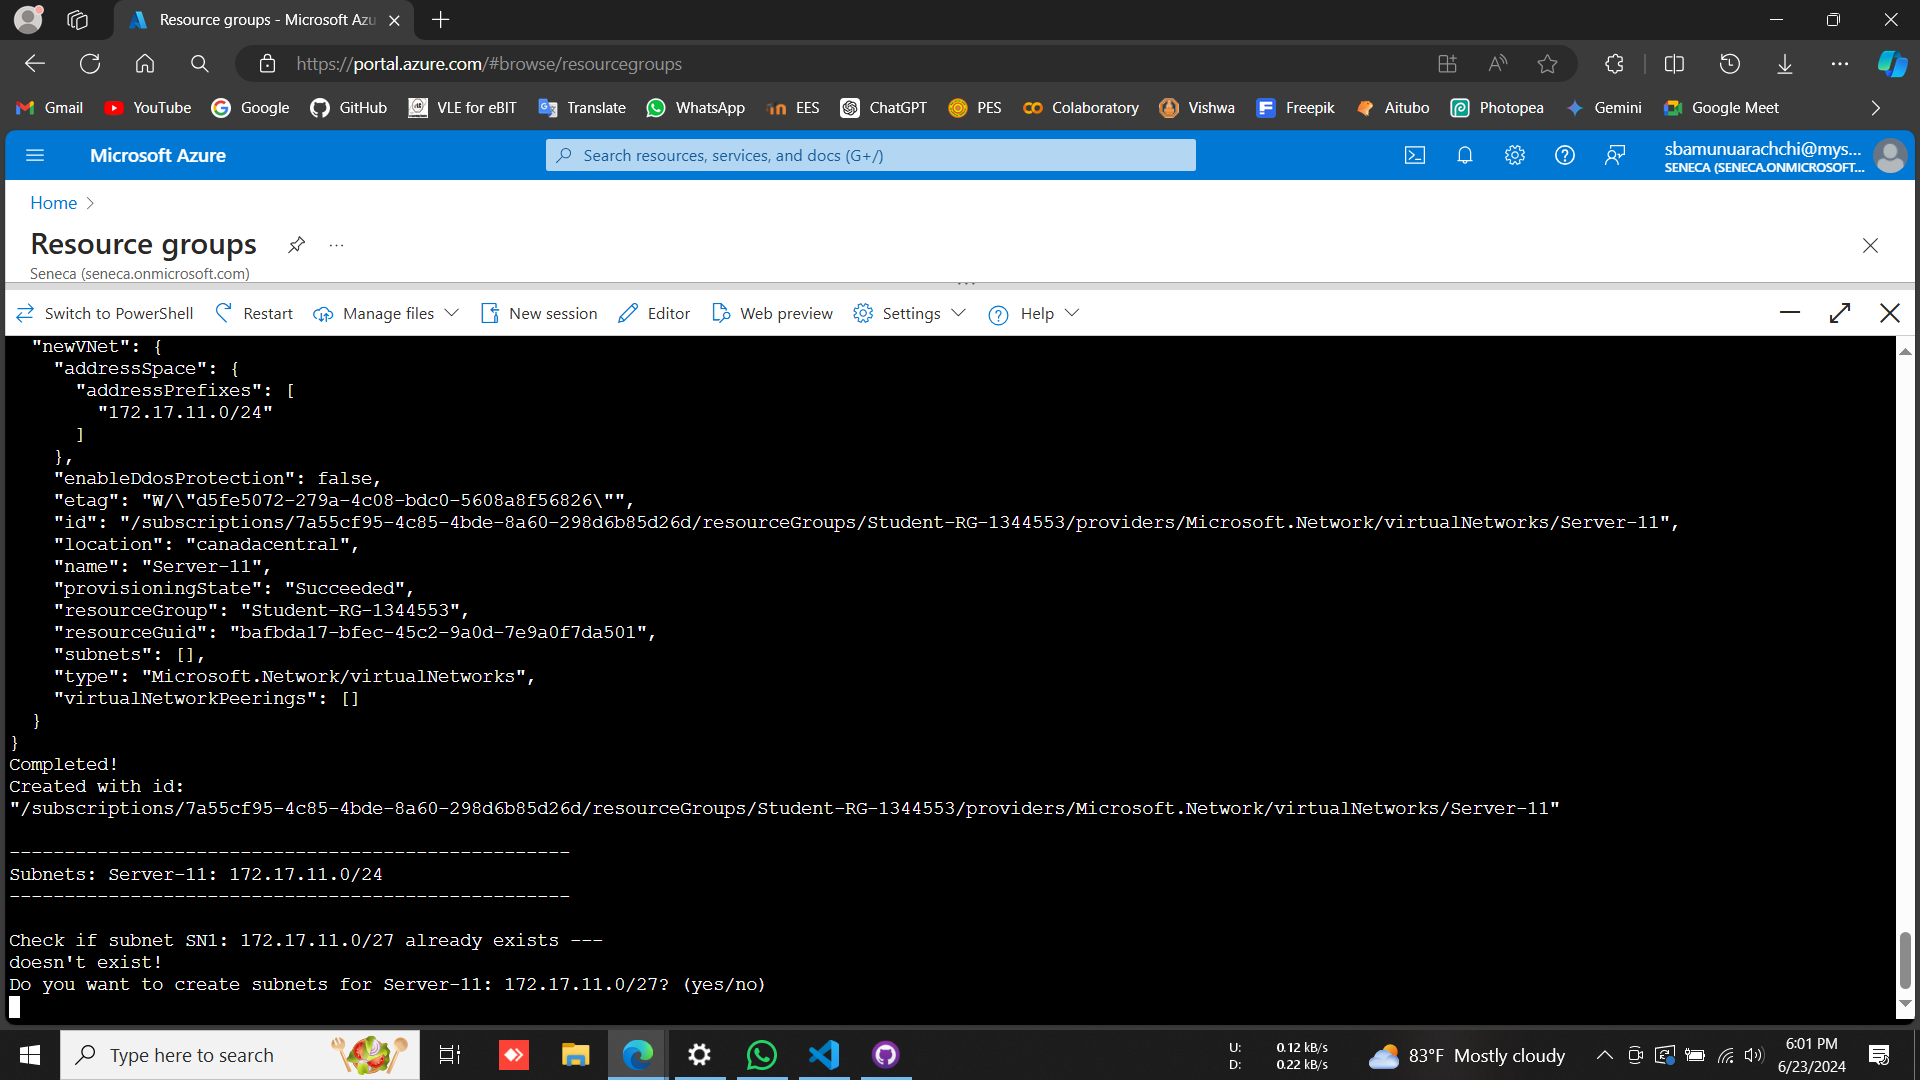 Resource groups - Microsoft Azu
https://portal.azure.com/#browse/resourcegroups
Gmail YouTube Google GitHub VLE for eBIT Translate WhatsApp EES ChatGPT PES Colaboratory Vishwa Freepik Aitubo Photopea Gemini Google Meet
Microsoft Azure
Search resources, services, and docs (G+/)
sbamunuarachchi@mys...
SENECA (SENECA.ONMICROSOFT....
Home
Resource groups
Seneca (seneca.onmicrosoft.com)
Switch to PowerShell Restart Manage files New session Editor Web preview Settings Help
"newVNet": {
"addressSpace": {
"addressPrefixes": [
"172.17.11.0/24"
]
},
"enableDdosProtection": false,
"etag": "W/\"d5fe5072-279a-4c08-bdc0-5608a8f56826\"",
"id": "/subscriptions/7a55cf95-4c85-4bde-8a60-298d6b85d26d/resourceGroups/Student-RG-1344553/providers/Microsoft.Network/virtualNetworks/Server-11",
"location": "canadacentral",
"name": "Server-11",
"provisioningState": "Succeeded",
"resourceGroup": "Student-RG-1344553",
"resourceGuid": "bafbda17-bfec-45c2-9a0d-7e9a0f7da501",
"subnets": [],
"type": "Microsoft.Network/virtualNetworks",
"virtualNetworkPeerings": []
}
}
Completed!
Created with id:
"/subscriptions/7a55cf95-4c85-4bde-8a60-298d6b85d26d/resourceGroups/Student-RG-1344553/providers/Microsoft.Network/virtualNetworks/Server-11"
---------------------------------------------------
Subnets: Server-11: 172.17.11.0/24
---------------------------------------------------
Check if subnet SN1: 172.17.11.0/27 already exists ---
doesn't exist!
Do you want to create subnets for Server-11: 172.17.11.0/27? (yes/no)
Type here to search
U: 0.12 kB/s
D: 0.22 kB/s
83°F Mostly cloudy
6:01 PM
6/23/2024